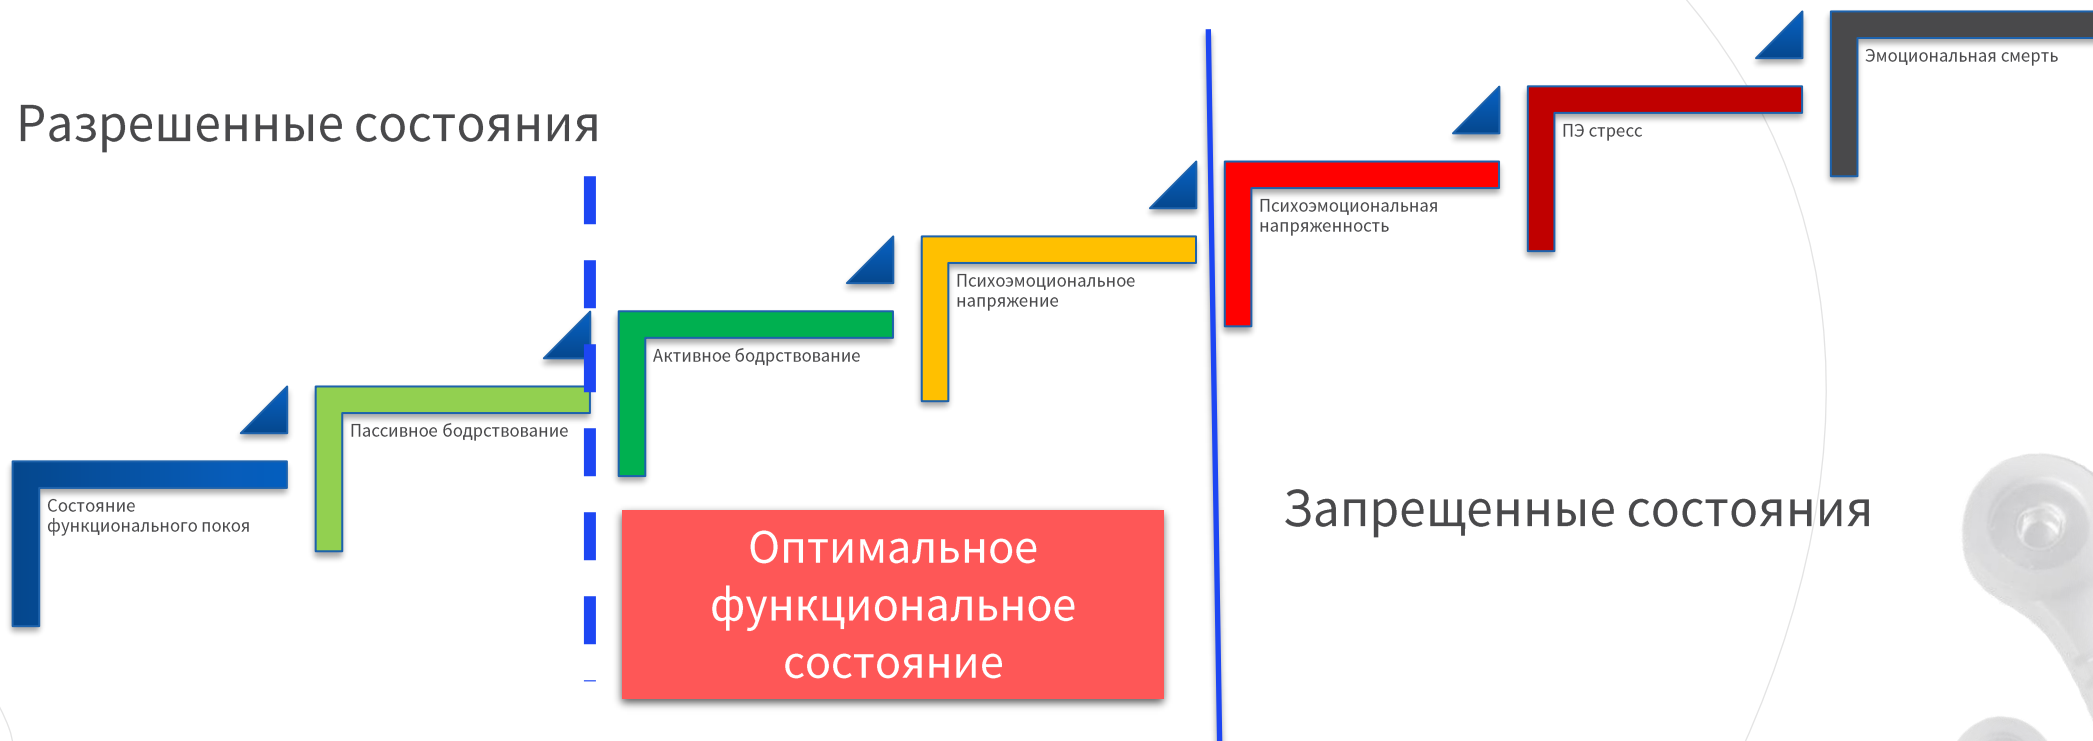 Разрешенные состояния
Состояние
функционального покоя
Пассивное бодрствование
Активное бодрствование
Психоэмоциональное
напряжение
Психоэмоциональная
напряженность
ПЭ стресс
Эмоциональная смерть
Оптимальное
функциональное
состояние
Запрещенные состояния